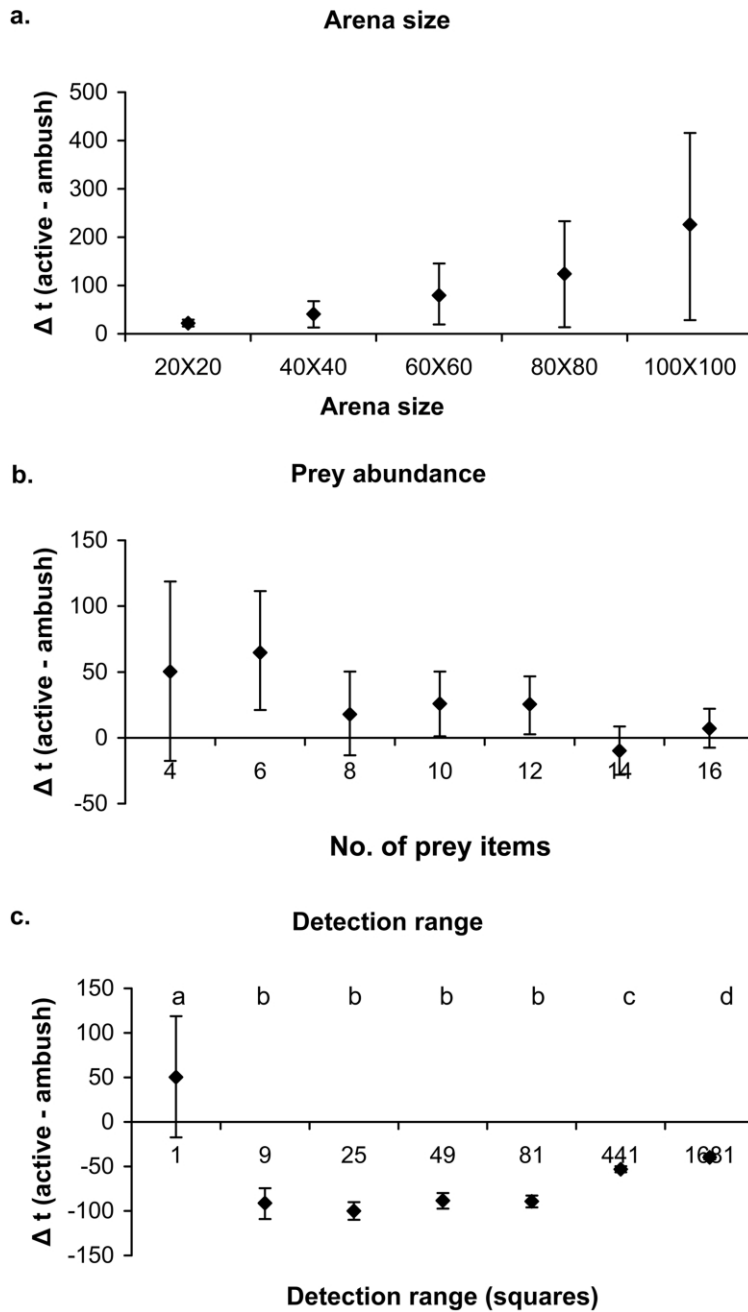 a.
Arena size
500
400
300
200
100
0
Δ t (active - ambush)
20X20 40X40 60X60 80X80 100X100
Arena size
b.
Prey abundance
150
100
50
0
-50
Δ t (active - ambush)
4 6 8 10 12 14 16
No. of prey items
c.
Detection range
150
100
50
0
-50
-100
-150
Δ t (active - ambush)
a b b b b c d
1 9 25 49 81 441 1681
Detection range (squares)